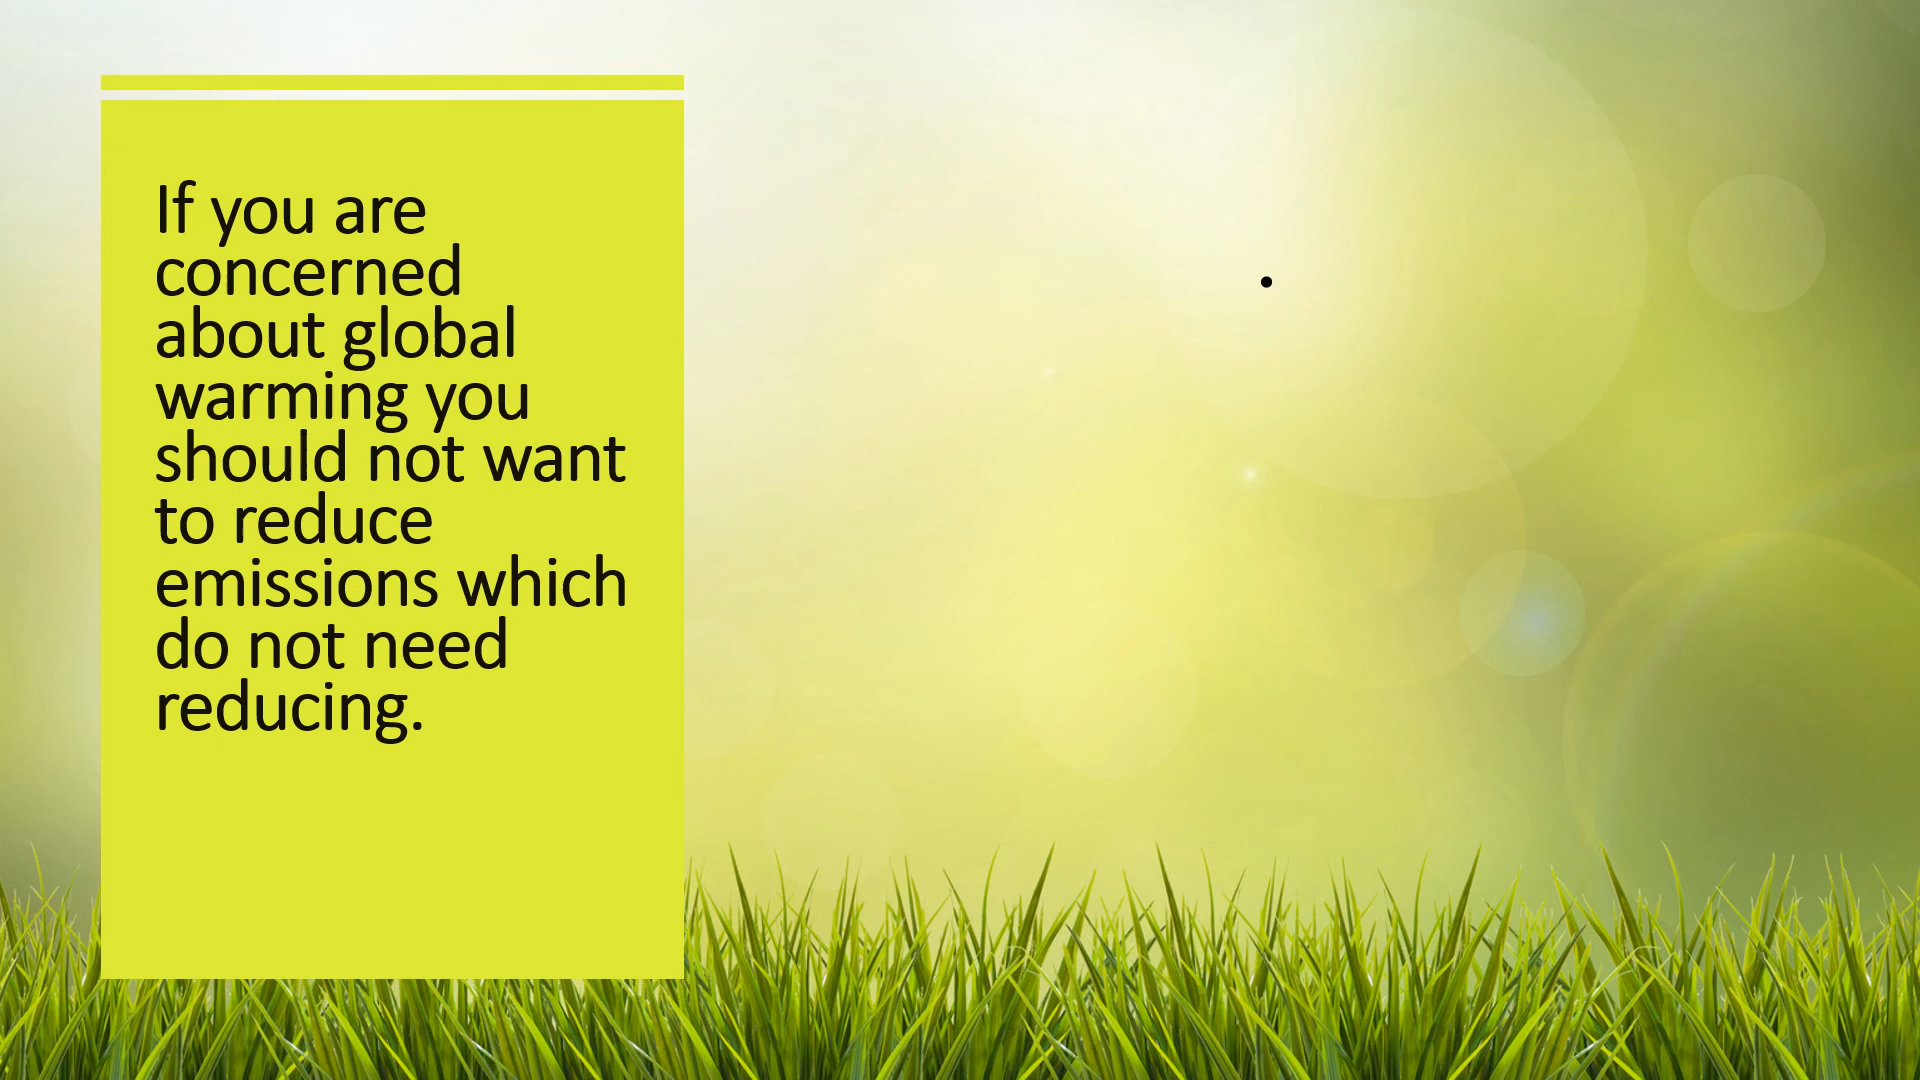 If you are
concerned
about global
warming you
should not want
to reduce
emissions which
do not need
reducing.